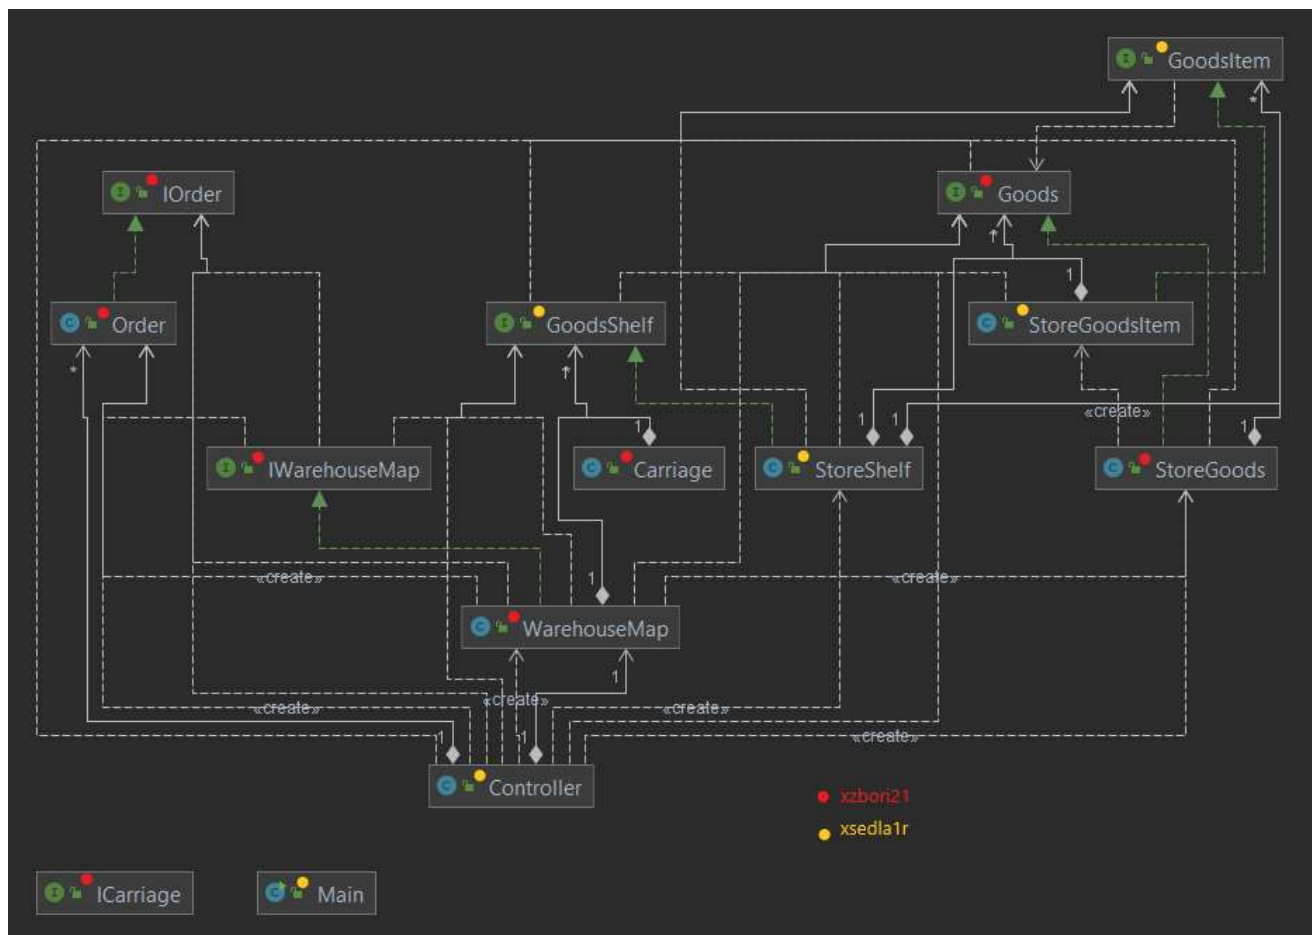 GoodsItem
*
IOrder
Goods
*
1
Order
GoodsShelf
StoreGoodsItem
*
*
1
1
1
«create»
1
IWarehouseMap
Carriage
StoreShelf
StoreGoods
«create»
1
«create»
WarehouseMap
1
«create»
«create»
«create»
1
1
«create»
Controller
xzbori21
xsedla1r
ICarriage
Main